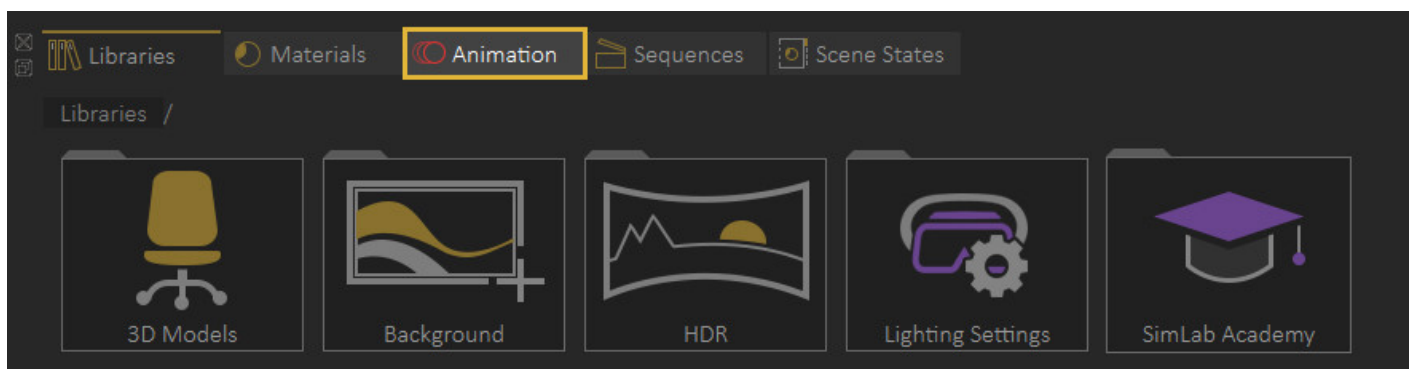 Libraries Materials Animation Sequences Scene States
Libraries /
3D Models Background HDR Lighting Settings SimLab Academy